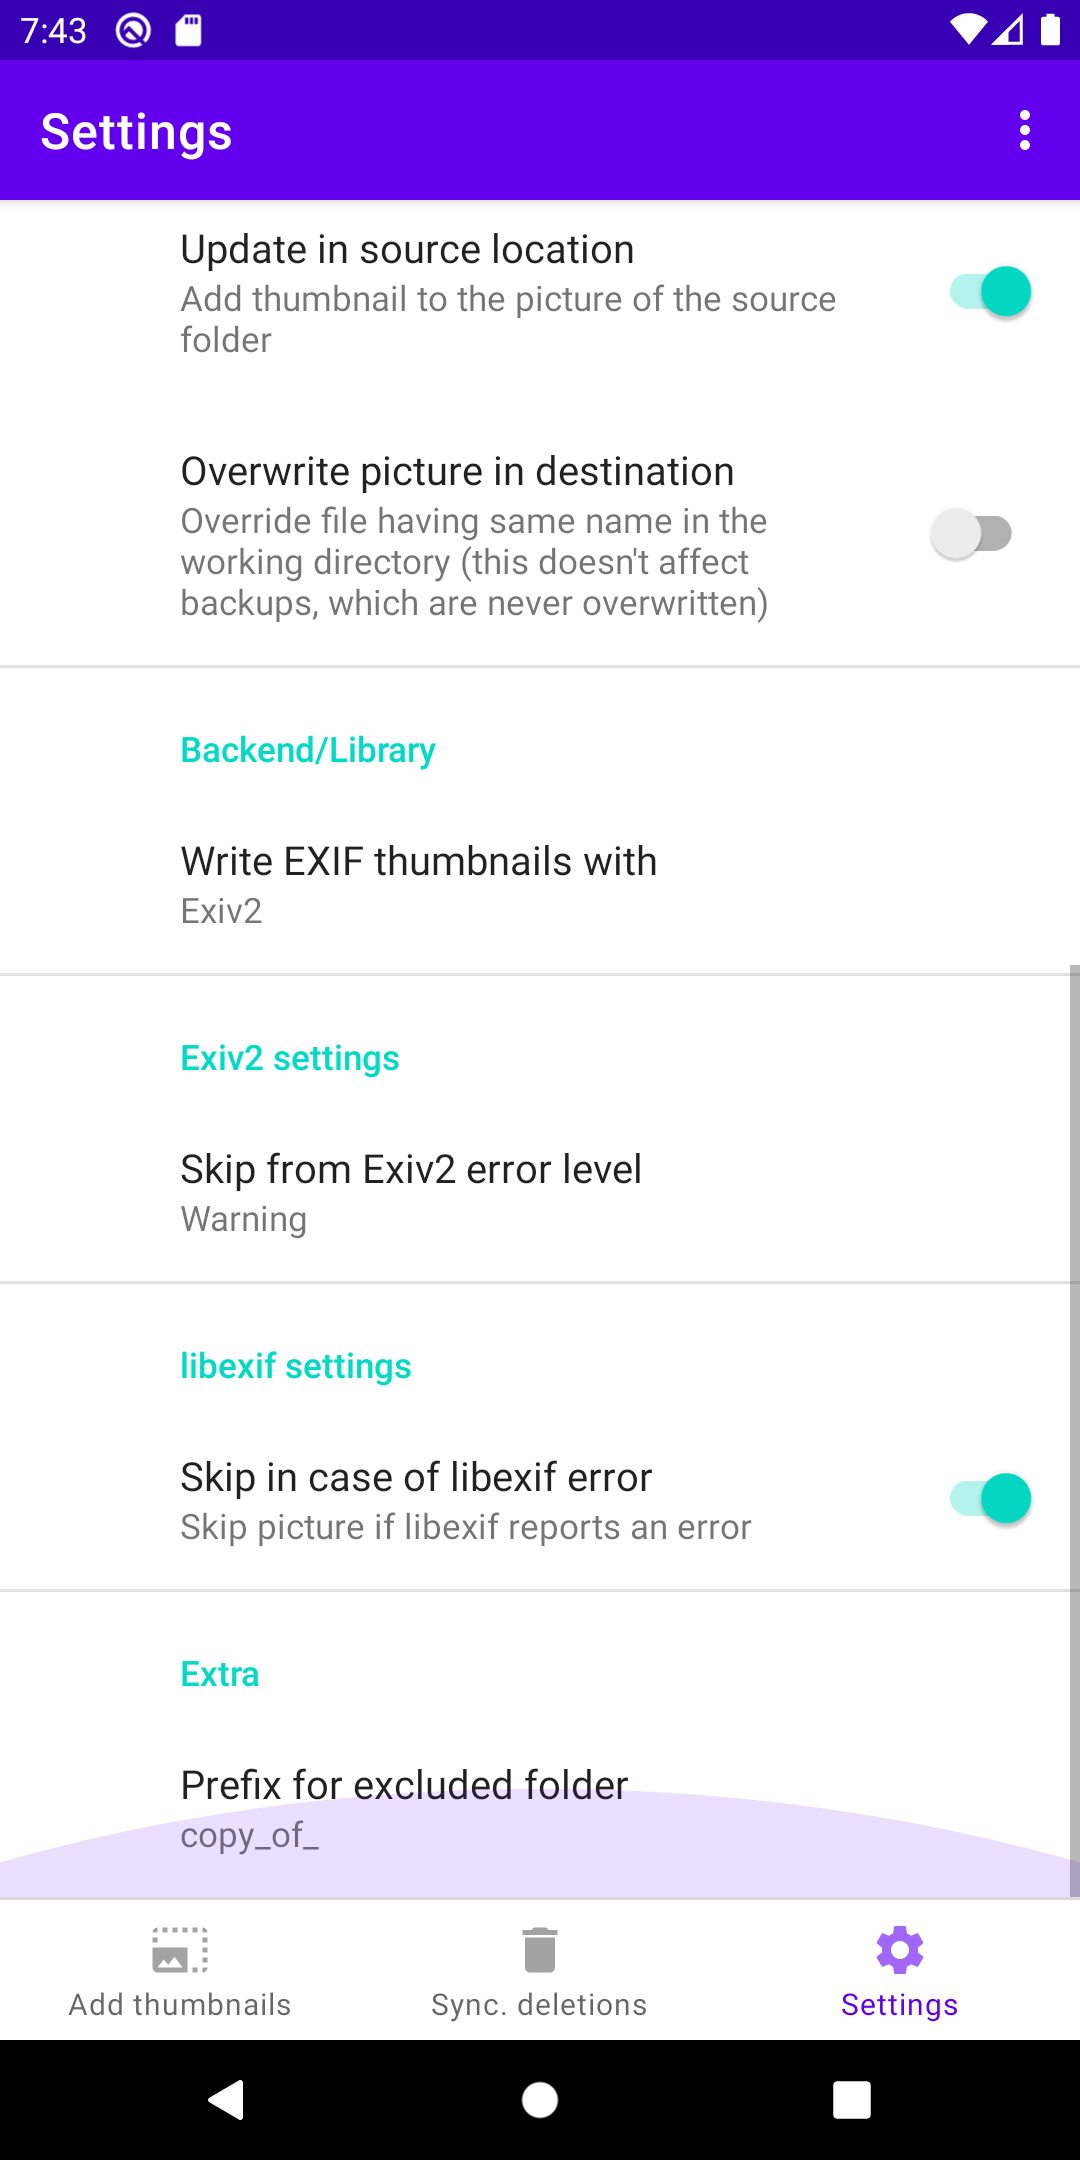 7:43
Settings
Update in source location
Add thumbnail to the picture of the source
folder
Overwrite picture in destination
Override file having same name in the
working directory (this doesn't affect
backups, which are never overwritten)
Backend/Library
Write EXIF thumbnails with
Exiv2
Exiv2 settings
Skip from Exiv2 error level
Warning
libexif settings
Skip in case of libexif error
Skip picture if libexif reports an error
Extra
Prefix for excluded folder
copy_of_
Add thumbnails
Sync. deletions
Settings